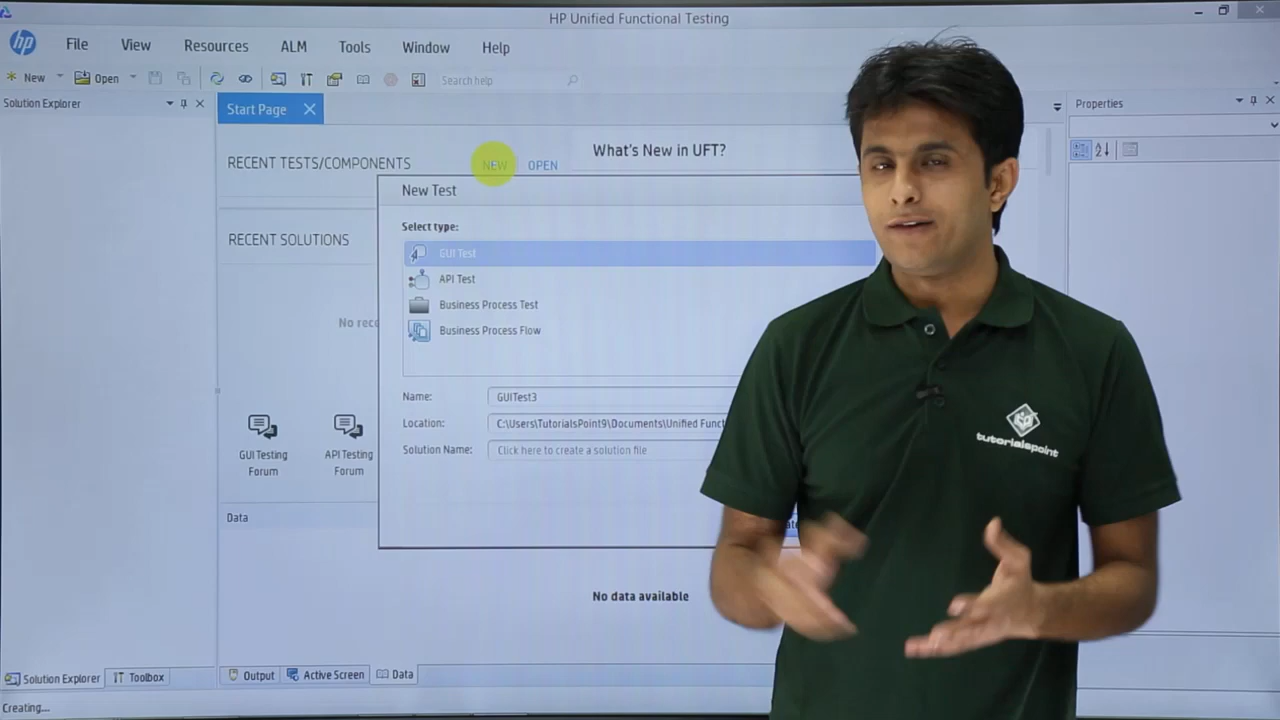 HP Unified Functional Testing
hp File View Resources ALM Tools Window Help
New Open Search help
Solution Explorer Start Page Properties
RECENT TESTS/COMPONENTS NEW OPEN What's New in UFT?
New Test
Select type:
RECENT SOLUTIONS
GUI Test
API Test
Business Process Test
Business Process Flow
No rec
Name: GUITest3
Location: C:\Users\TutorialsPoint9\Documents\Unified Funct
Solution Name: Click here to create a solution file
GUI Testing
Forum
API Testing
Forum
tutorialspoint
Data
No data available
Solution Explorer Toolbox Output Active Screen Data
Creating...